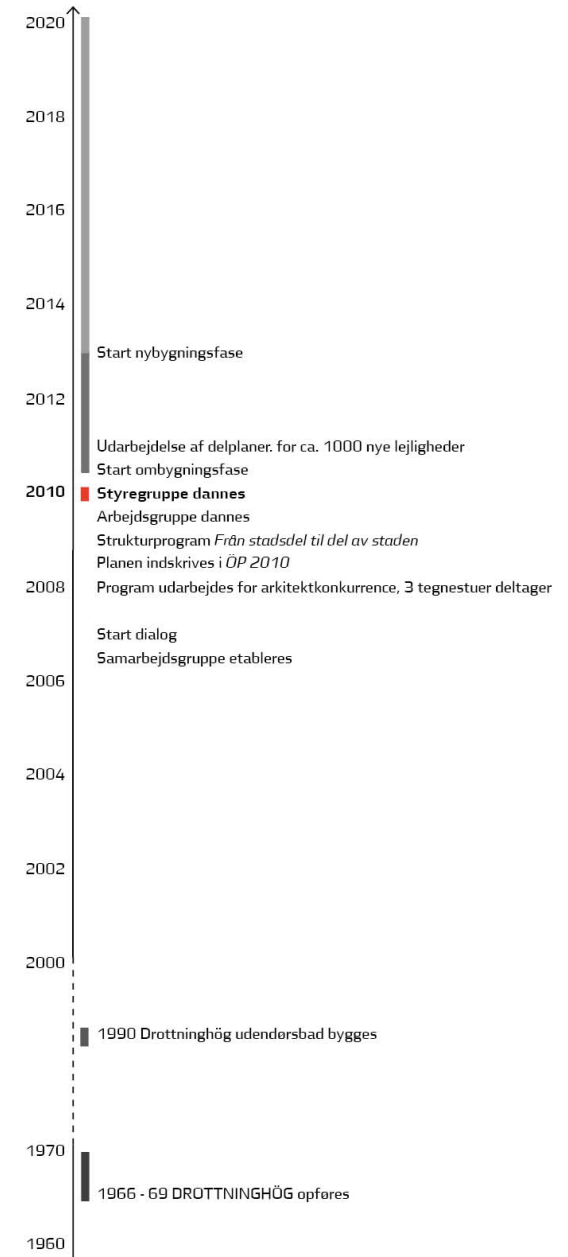 2020
2018
2016
2014
Start nybygningsfase
2012
Udarbejdelse af delplaner. for ca. 1000 nye lejligheder
Start ombygningsfase
2010 Styregruppe dannes
Arbejdsgruppe dannes
Strukturprogram Från stadsdel til del av staden
Planen indskrives i ÖP 2010
2008 Program udarbejdes for arkitektkonkurrence, 3 tegnestuer deltager
Start dialog
Samarbejdsgruppe etableres
2006
2004
2002
2000
1990 Drottninghög udendørsbad bygges
1970
1966 - 69 DROTTNINGHÖG opføres
1960